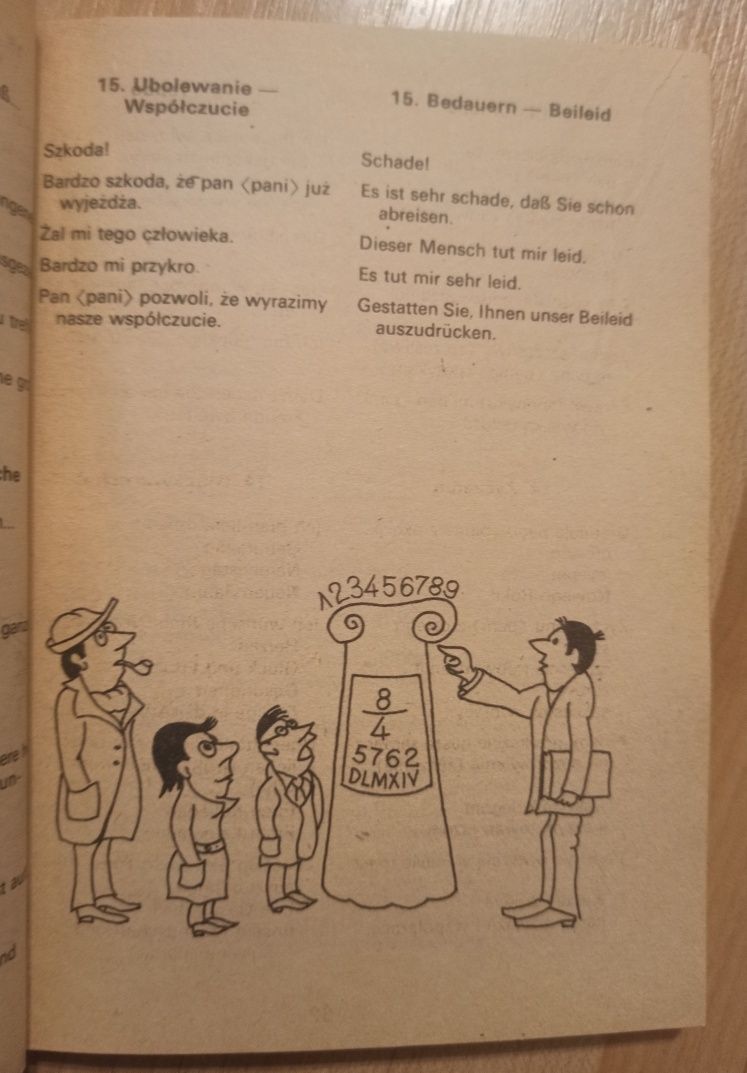 15. Ubolewanie —
Współczucie
Szkoda!
Bardzo szkoda, że pan ⟨pani⟩ już
wyjeżdża.
Żal mi tego człowieka.
Bardzo mi przykro.
Pan ⟨pani⟩ pozwoli, że wyrazimy
nasze współczucie.
15. Bedauern — Beileid
Schade!
Es ist sehr schade, daß Sie schon
abreisen.
Dieser Mensch tut mir leid.
Es tut mir sehr leid.
Gestatten Sie, Ihnen unser Beileid
auszudrücken.
123456789
8
4
5762
DLMXIV